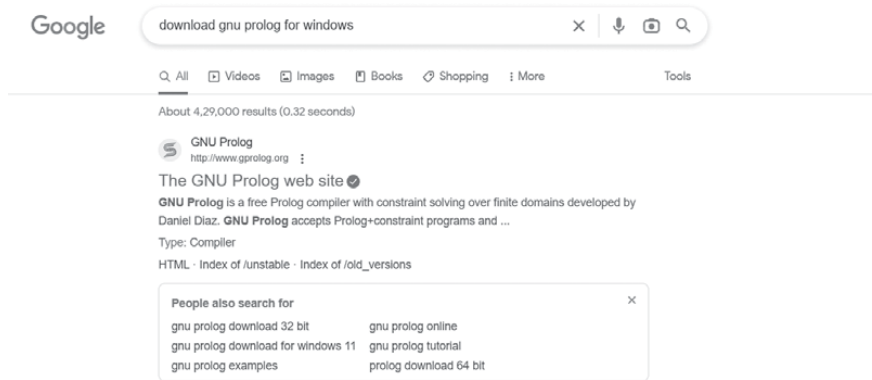 Google
download gnu prolog for windows
All Videos Images Books Shopping More Tools
About 4,29,000 results (0.32 seconds)
GNU Prolog
http://www.gprolog.org
The GNU Prolog web site
GNU Prolog is a free Prolog compiler with constraint solving over finite domains developed by
Daniel Diaz. GNU Prolog accepts Prolog+constraint programs and ...
Type: Compiler
HTML · Index of /unstable · Index of /old_versions
People also search for
gnu prolog download 32 bit gnu prolog online
gnu prolog download for windows 11 gnu prolog tutorial
gnu prolog examples prolog download 64 bit